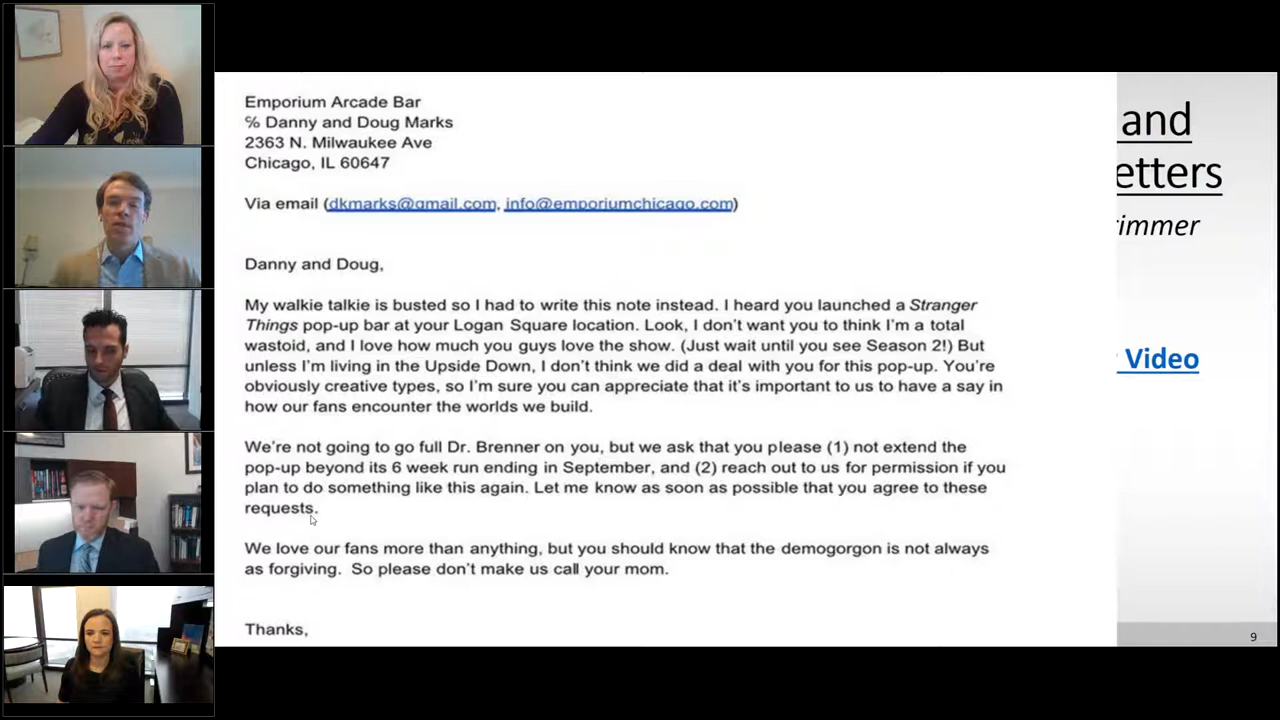 Emporium Arcade Bar
℅ Danny and Doug Marks
2363 N. Milwaukee Ave
Chicago, IL 60647
Via email (dkmarks@gmail.com, info@emporiumchicago.com)
Danny and Doug,
My walkie talkie is busted so I had to write this note instead. I heard you launched a Stranger
Things pop-up bar at your Logan Square location. Look, I don't want you to think I'm a total
wastoid, and I love how much you guys love the show. (Just wait until you see Season 2!) But
unless I'm living in the Upside Down, I don't think we did a deal with you for this pop-up. You're
obviously creative types, so I'm sure you can appreciate that it's important to us to have a say in
how our fans encounter the worlds we build.
We're not going to go full Dr. Brenner on you, but we ask that you please (1) not extend the
pop-up beyond its 6 week run ending in September, and (2) reach out to us for permission if you
plan to do something like this again. Let me know as soon as possible that you agree to these
requests.
We love our fans more than anything, but you should know that the demogorgon is not always
as forgiving.  So please don't make us call your mom.
Thanks,
and
etters
immer
Video
9